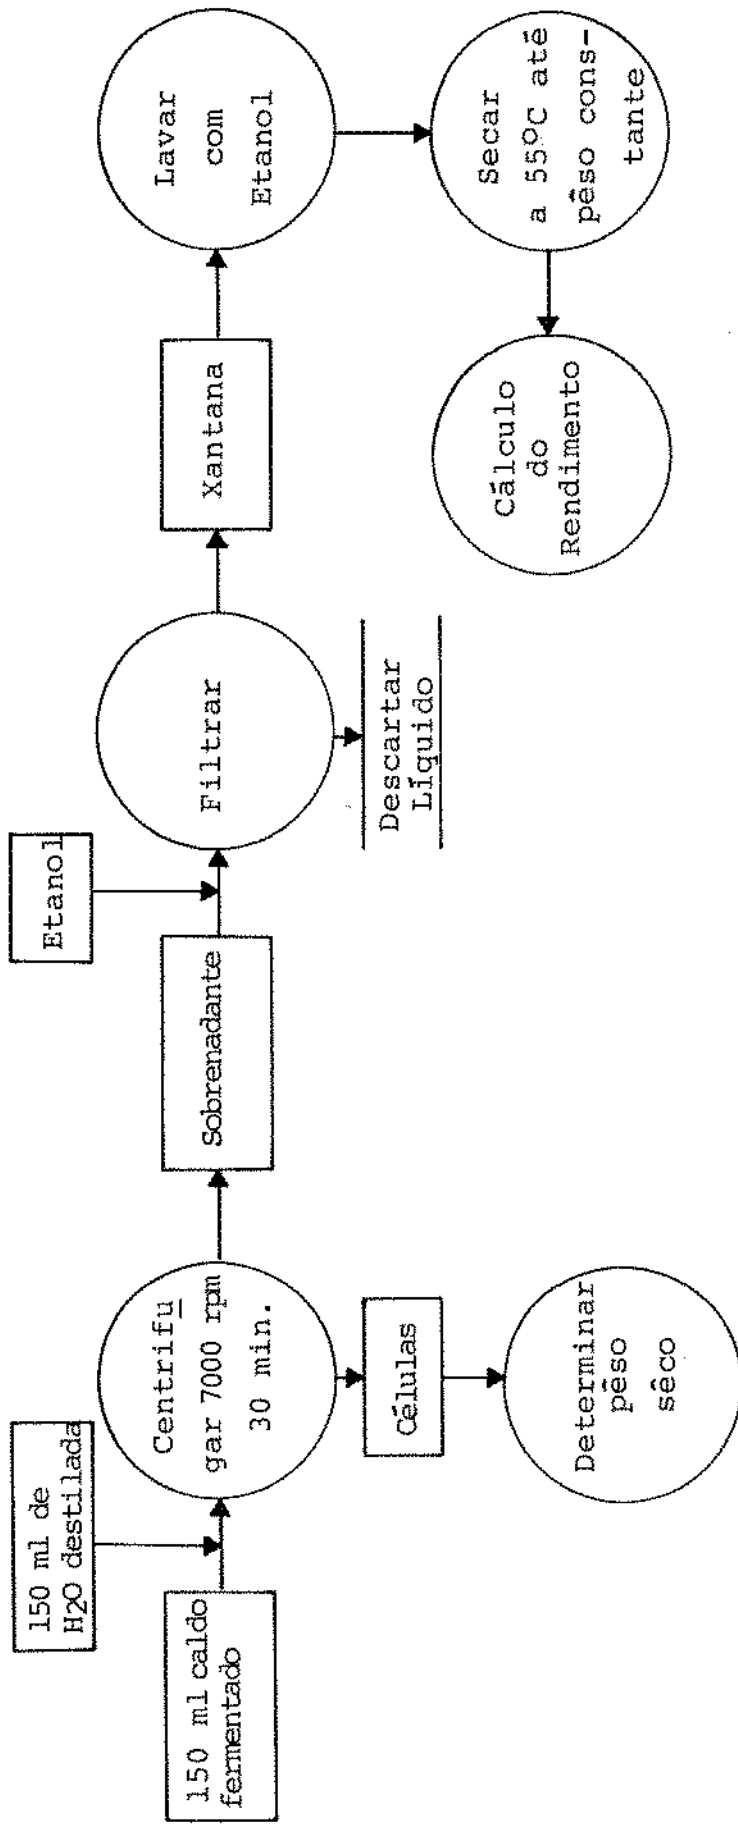 150 ml de
H2O destilada
150 ml caldo
fermentado
Centrifu
gar 7000 rpm
30 min.
Células
Determinar
pêso
sêco
Sobrenadante
Etanol
Filtrar
Descartar
Líquido
Xantana
Lavar
com
Etanol
Secar
a 55ºC até
pêso cons-
tante
Cálculo
do
Rendimento